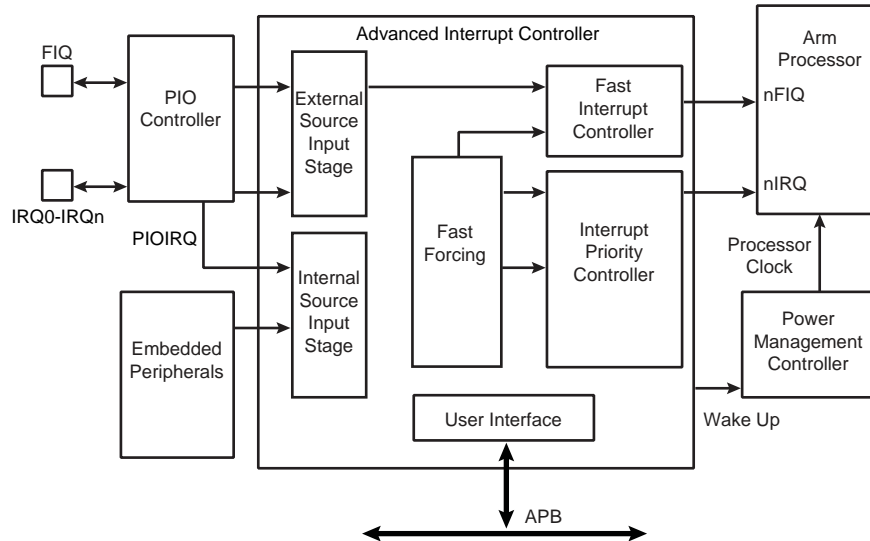 Advanced Interrupt Controller
FIQ
PIO
Controller
IRQ0-IRQn
PIOIRQ
Embedded
Peripherals
External
Source
Input
Stage
Internal
Source
Input
Stage
Fast
Forcing
Fast
Interrupt
Controller
Interrupt
Priority
Controller
User Interface
APB
Arm
Processor
nFIQ
nIRQ
Processor
Clock
Power
Management
Controller
Wake Up